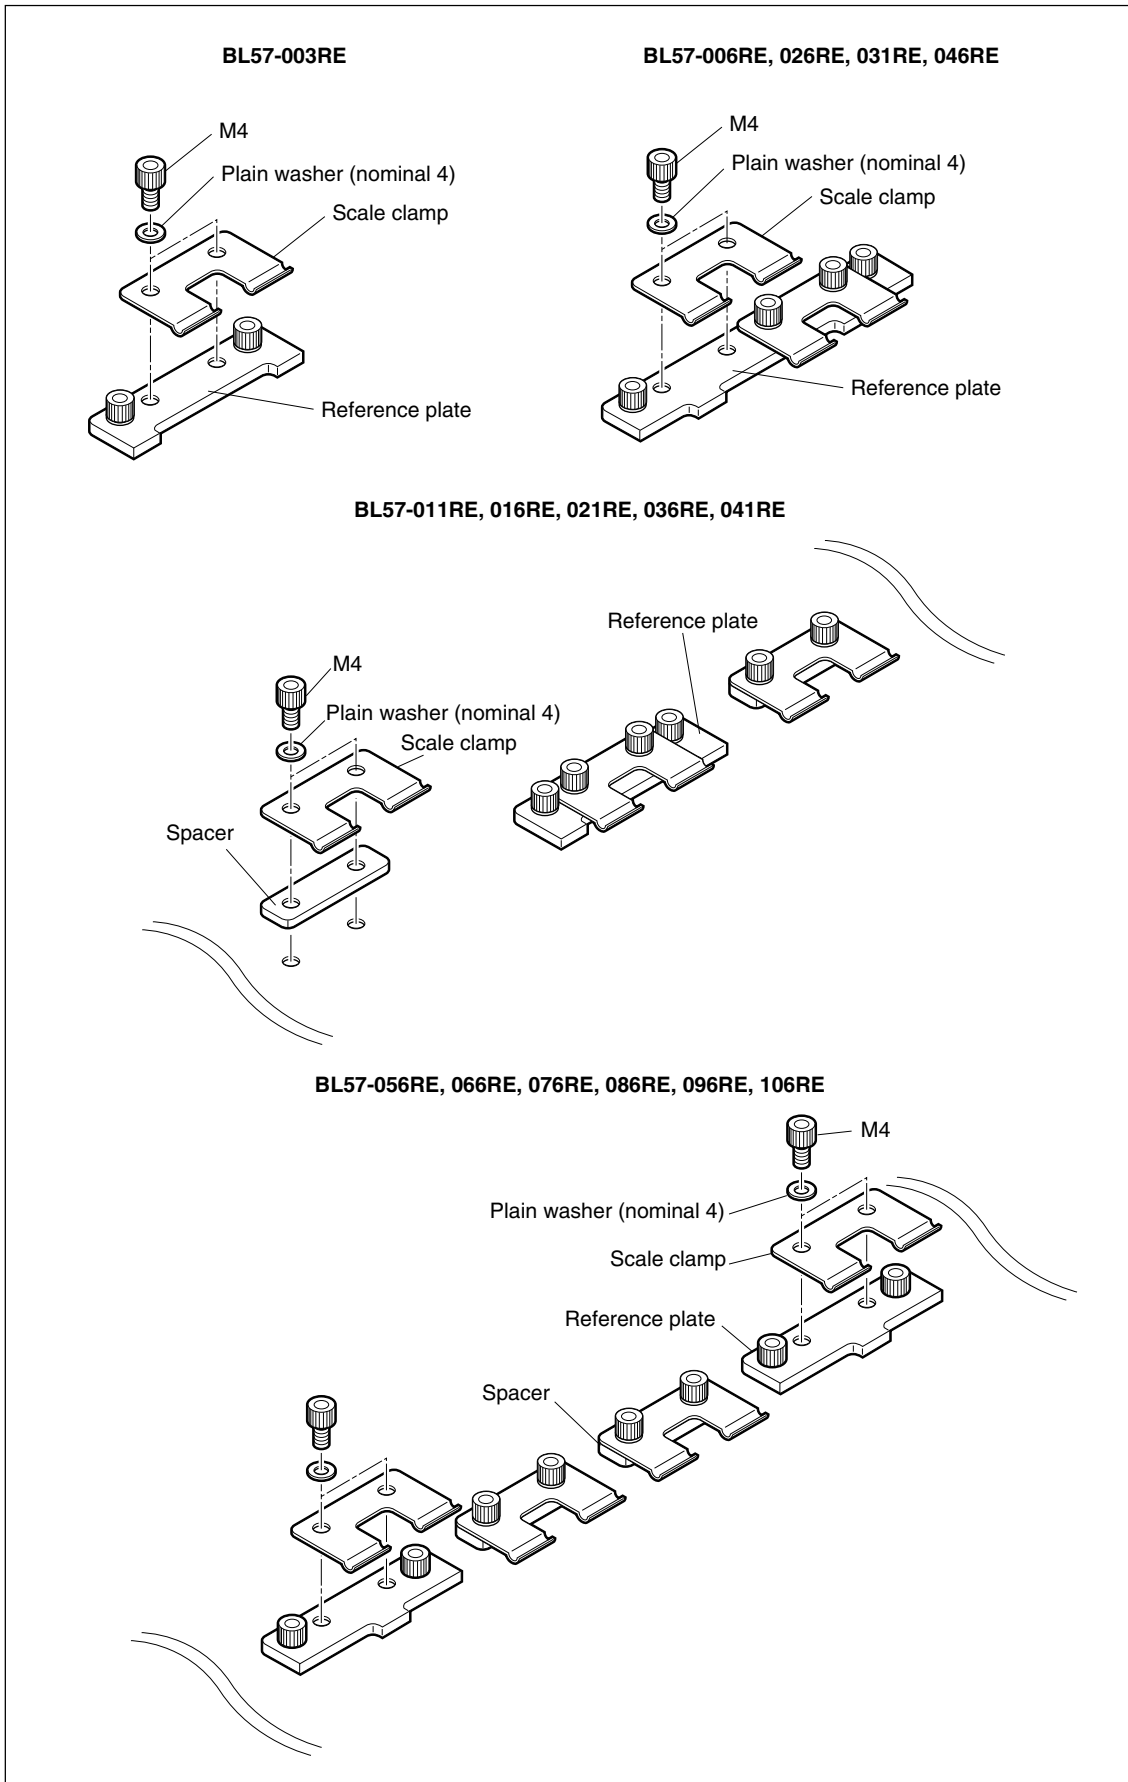 BL57-003RE
M4
Plain washer (nominal 4)
Scale clamp
Reference plate
BL57-006RE, 026RE, 031RE, 046RE
M4
Plain washer (nominal 4)
Scale clamp
Reference plate
BL57-011RE, 016RE, 021RE, 036RE, 041RE
Reference plate
M4
Plain washer (nominal 4)
Scale clamp
Spacer
BL57-056RE, 066RE, 076RE, 086RE, 096RE, 106RE
M4
Plain washer (nominal 4)
Scale clamp
Reference plate
Spacer